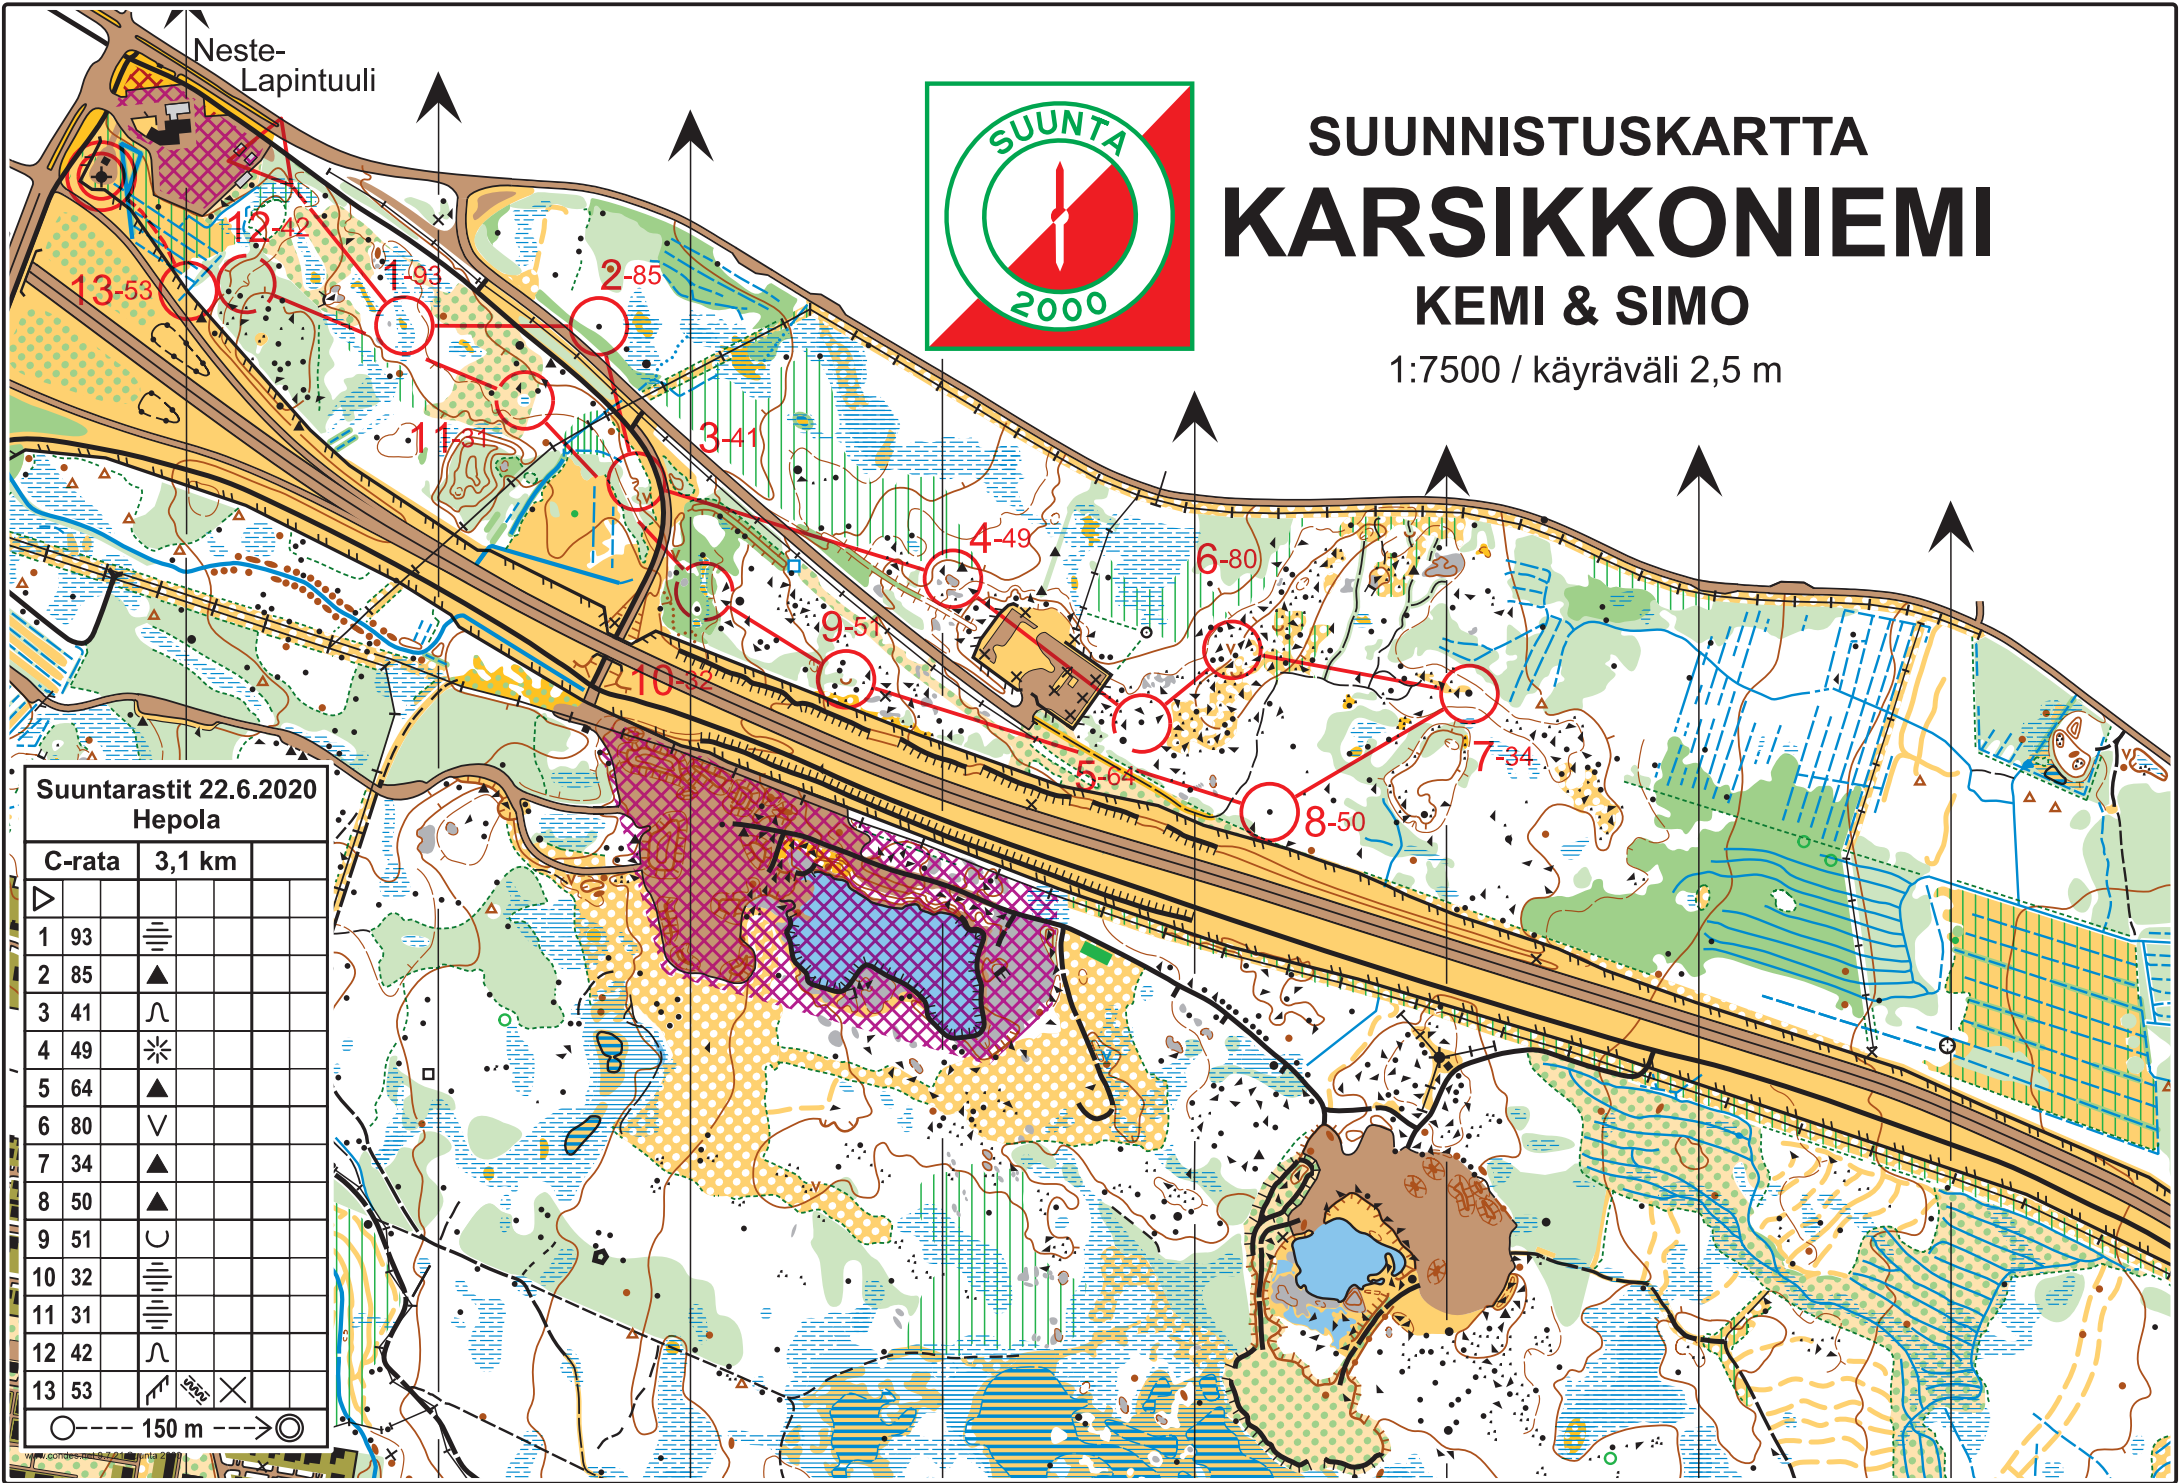 Neste-
Lapintuuli
SUUNTA
2000
SUUNNISTUSKARTTA
KARSIKKONIEMI
KEMI & SIMO
1:7500 / käyräväli 2,5 m
12-42
13-53
1-93
2-85
11-31
3-41
4-49
6-80
9-51
10-32
5-64
7-34
8-50
Suuntarastit 22.6.2020
Hepola
C-rata 3,1 km
1 93
2 85
3 41
4 49
5 64
6 80
7 34
8 50
9 51
10 32
11 31
12 42
13 53
150 m